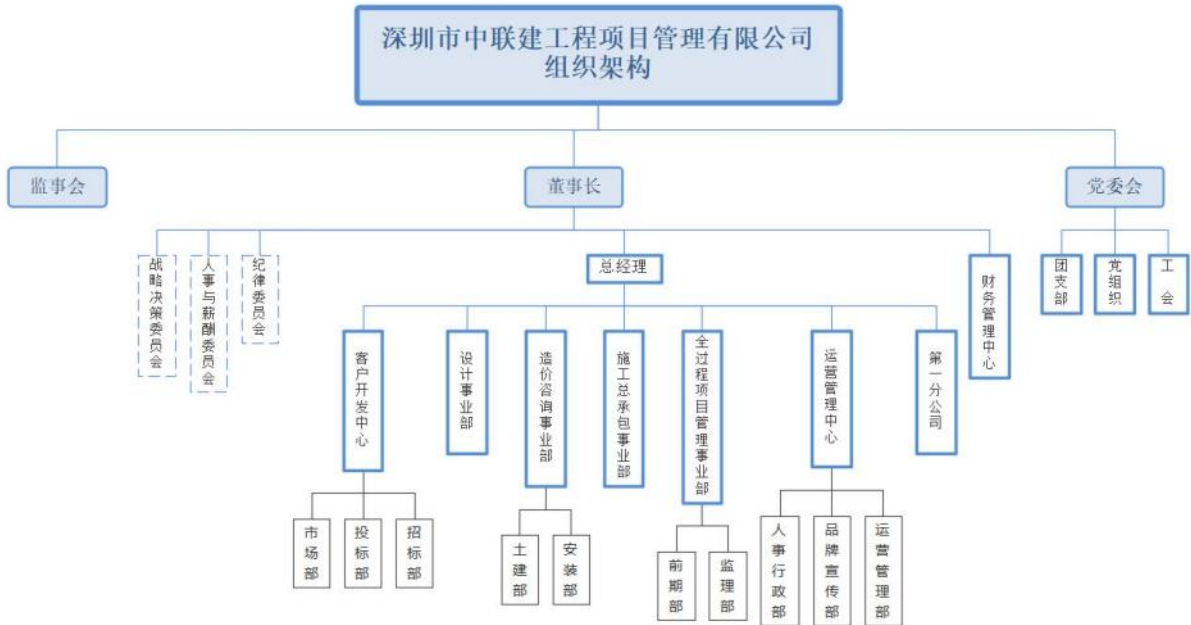 深圳市中联建工程项目管理有限公司
组织架构
监事会
董事长
党委会
战略决策委员会
人事与薪酬委员会
纪律委员会
总经理
财务管理中心
团支部
党组织
工会
客户开发中心
设计事业部
造价咨询事业部
施工总承包事业部
全过程项目管理事业部
运营管理中心
第一分公司
市场部
投标部
招标部
土建部
安装部
前期部
监理部
人事行政部
品牌宣传部
运营管理部